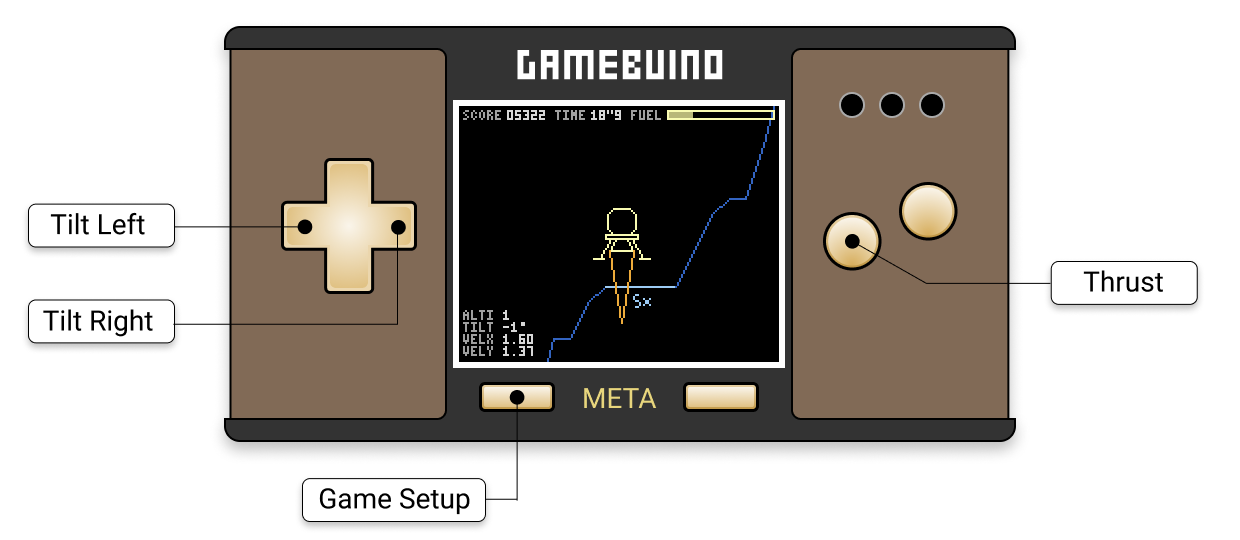 GAMEBUINO
SCORE 05322 TIME 18"9 FUEL
Tilt Left
Thrust
5x
Tilt Right
ALTI 1
TILT -1°
VELX 1.60
VELY 1.37
META
Game Setup